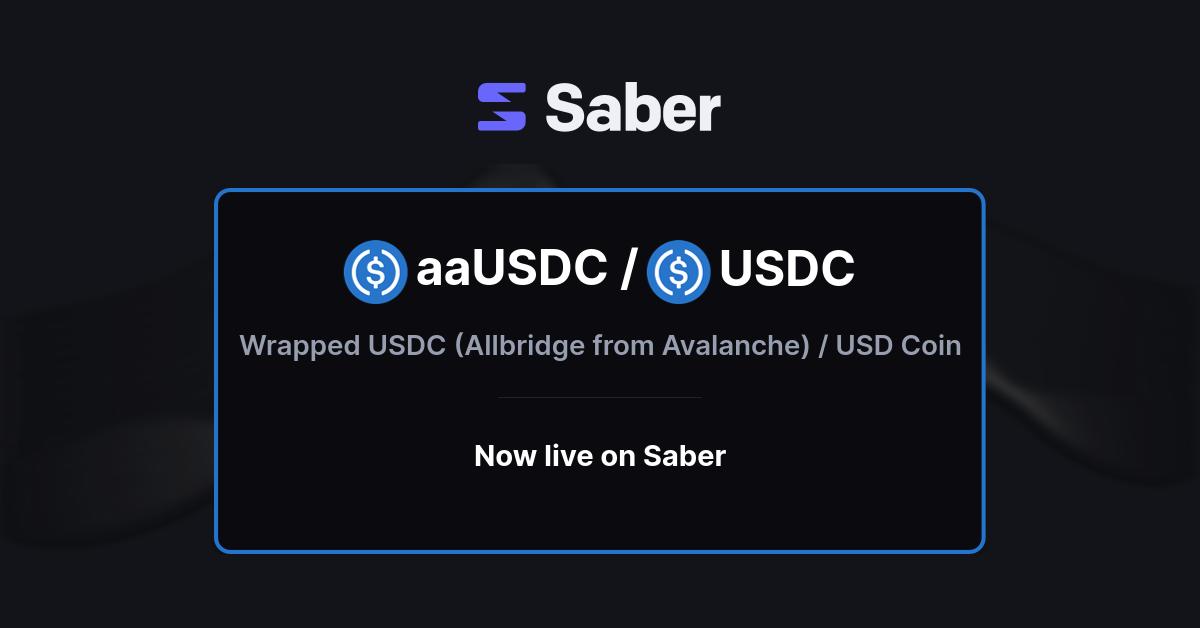 Saber
aaUSDC / USDC
Wrapped USDC (Allbridge from Avalanche) / USD Coin
Now live on Saber